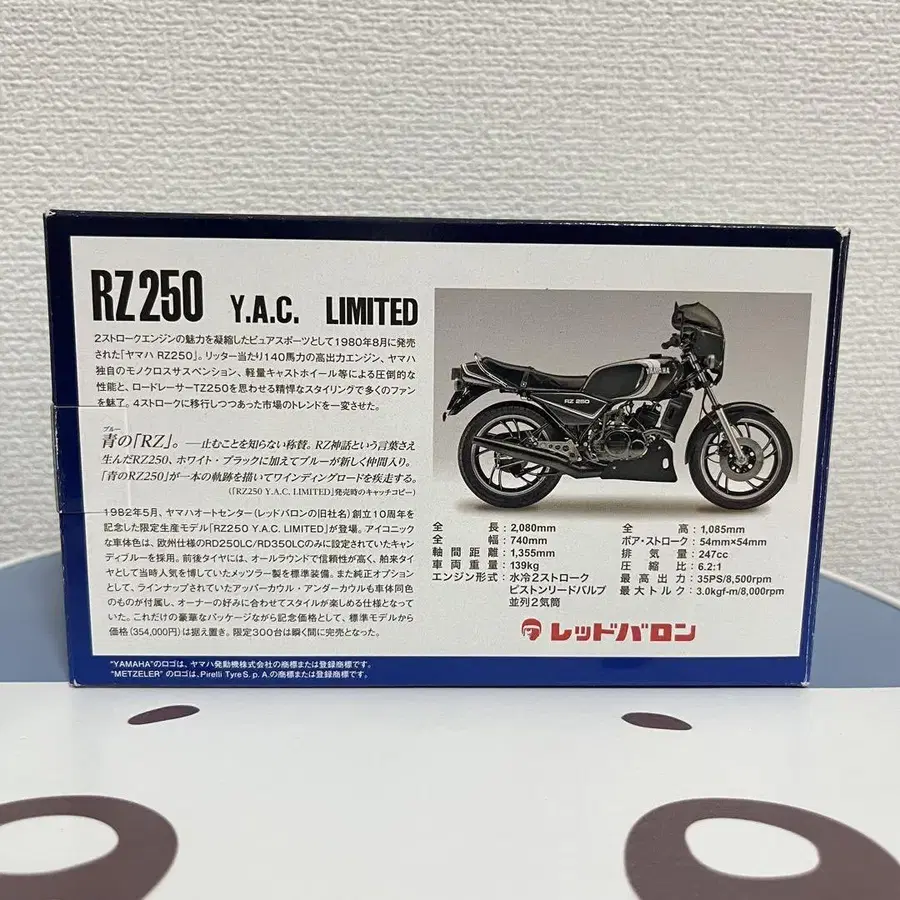 RZ250 Y.A.C. LIMITED
2ストロークエンジンの魅力を凝縮したピュアスポーツとして1980年8月に発売
された「ヤマハ RZ250」。リッター当たり140馬力の高出力エンジン、ヤマハ
独自のモノクロスサスペンション、軽量キャストホイール等による圧倒的な
性能と、ロードレーサーTZ250を思わせる精悍なスタイリングで多くのファン
を魅了。4ストロークに移行しつつあった市場のトレンドを一変させた。
ブルー
青の「RZ」。──止むことを知らない称賛。RZ神話という言葉さえ
生んだRZ250、ホワイト・ブラックに加えてブルーが新しく仲間入り。
「青のRZ250」が一本の軌跡を描いてワインディングロードを疾走する。
(「RZ250 Y.A.C. LIMITED」発売時のキャッチコピー)
1982年5月、ヤマハオートセンター(レッドバロンの旧社名)創立10周年を
記念した限定生産モデル「RZ250 Y.A.C. LIMITED」が登場。アイコニック
な車体色は、欧州仕様のRD250LC/RD350LCのみに設定されていたキャン
ディブルーを採用。前後タイヤには、オールラウンドで信頼性が高く、舶来タイ
ヤとして当時人気を博していたメッツラー製を標準装備。また純正オプション
として、ラインナップされていたアッパーカウル・アンダーカウルも車体同色
のものが付属し、オーナーの好みに合わせてスタイルが楽しめる仕様となって
いた。これだけの豪華なパッケージながら記念価格として、標準モデルから
価格(354,000円)は据え置き。限定300台は瞬く間に完売となった。
YAMAHA
RZ 250
全長:2,080mm
全幅:740mm
軸間距離:1,355mm
車両重量:139kg
エンジン形式:水冷2ストローク
ピストンリードバルブ
並列2気筒
全高:1,085mm
ボア・ストローク:54mm×54mm
排気量:247cc
圧縮比:6.2:1
最高出力:35PS/8,500rpm
最大トルク:3.0kgf-m/8,000rpm
レッドバロン
"YAMAHA"のロゴは、ヤマハ発動機株式会社の商標または登録商標です。
"METZELER" のロゴは、Pirelli Tyre S. p. A.の商標または登録商標です。